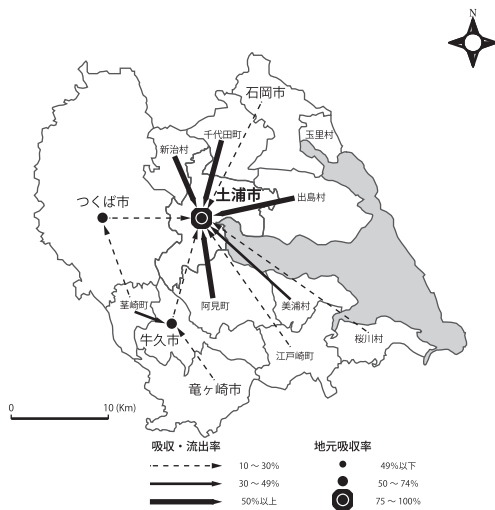 N
石岡市
千代田町
玉里村
新治村
土浦市
出島村
つくば市
茎崎町
阿見町
美浦村
牛久市
桜川村
江戸崎町
竜ヶ崎市
0 10 (Km)
吸収・流出率
10～30%
30～49%
50%以上
地元吸収率
49%以下
50～74%
75～100%